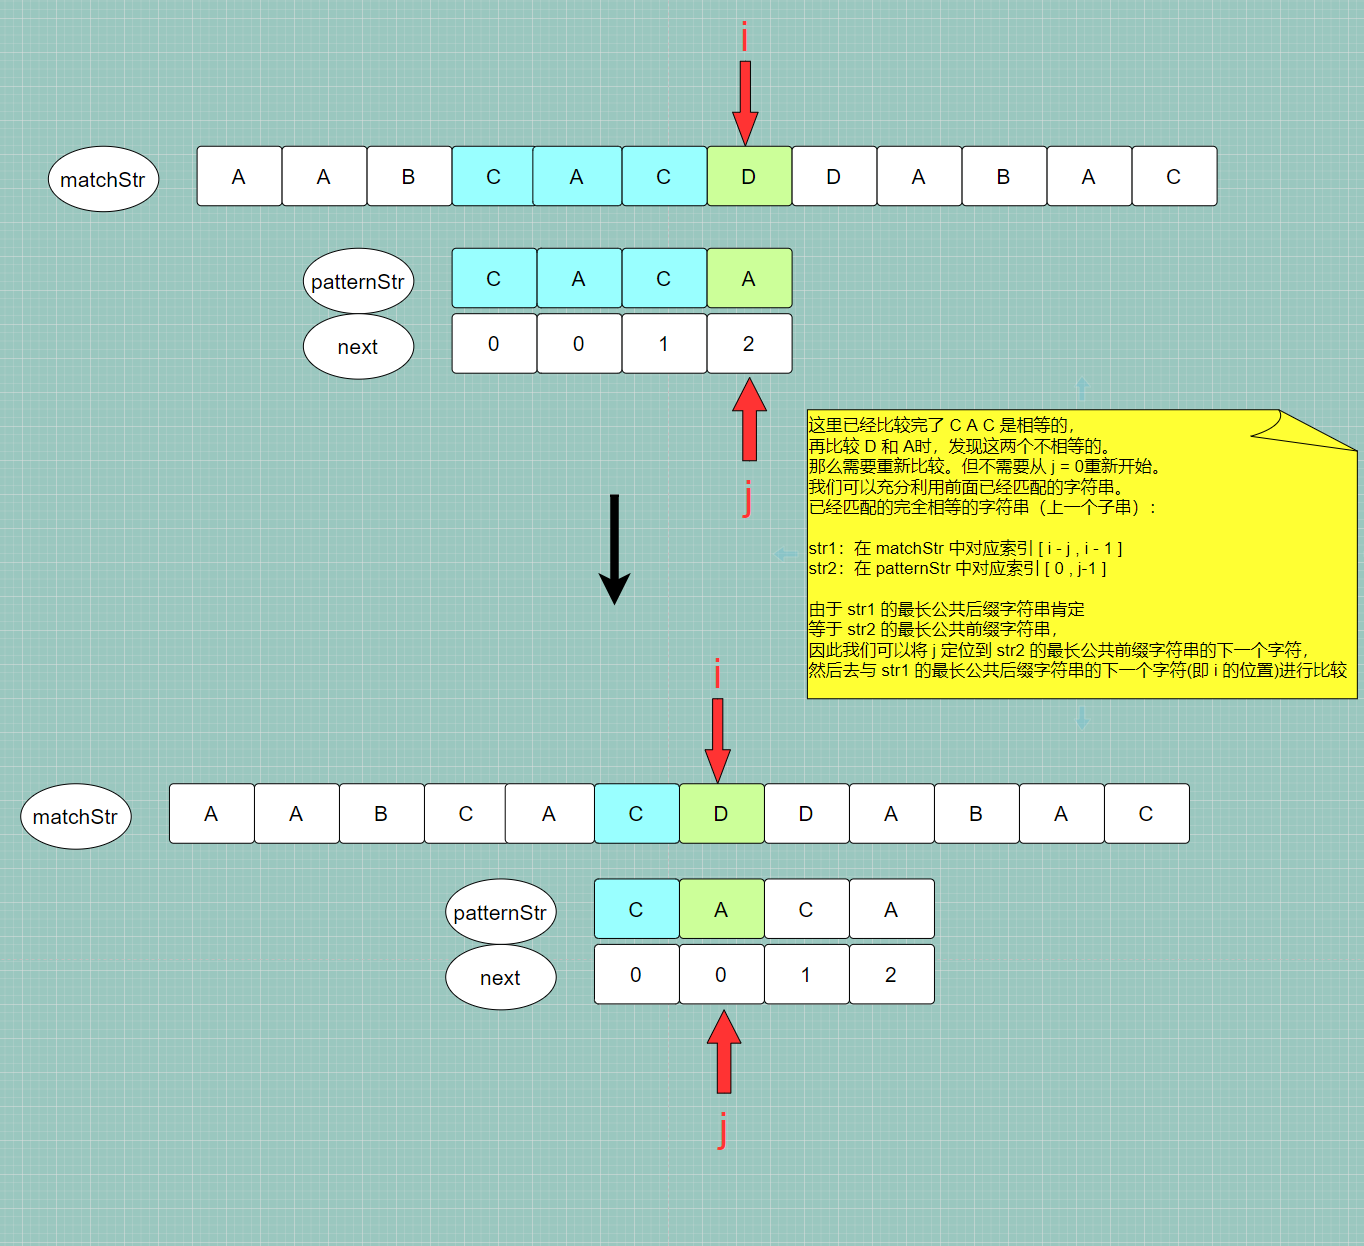 i
matchStr
A A B C A C D D A B A C
patternStr
C A C A
next
0 0 1 2
j
这里已经比较完了 C A C 是相等的，
再比较 D 和 A时，发现这两个不相等的。
那么需要重新比较。但不需要从 j = 0重新开始。
我们可以充分利用前面已经匹配的字符串。
已经匹配的完全相等的字符串（上一个子串）：
str1：在 matchStr 中对应索引 [ i - j , i - 1 ]
str2：在 patternStr 中对应索引 [ 0 , j-1 ]
由于 str1 的最长公共后缀字符串肯定
等于 str2 的最长公共前缀字符串，
因此我们可以将 j 定位到 str2 的最长公共前缀字符串的下一个字符，
然后去与 str1 的最长公共后缀字符串的下一个字符(即 i 的位置)进行比较
i
matchStr
A A B C A C D D A B A C
patternStr
C A C A
next
0 0 1 2
j